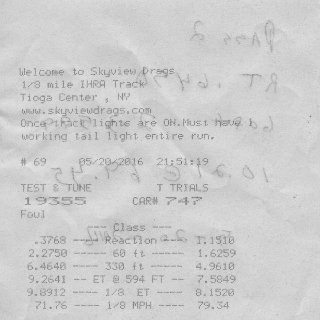 Welcome to Skyview Drags
1/8 mile IHRA Track
Tioga Center , NY
www.skyviewdrags.com
Once track lights are ON.Must have
working tail light entire run.
# 69 05/20/2016 21:51:19
TEST & TUNE T TRIALS
19355 CAR# 747
Foul
--- Class ---
.3768 ---- Reaction ---- 1.1510
2.2750 ----- 60 ft ----- 1.6259
6.4640 ---- 330 ft ----- 4.9610
9.2641 -- ET @ 594 FT -- 7.5849
9.8912 ---- 1/8 ET ---- 8.1520
71.76 ---- 1/8 MPH ---- 79.34